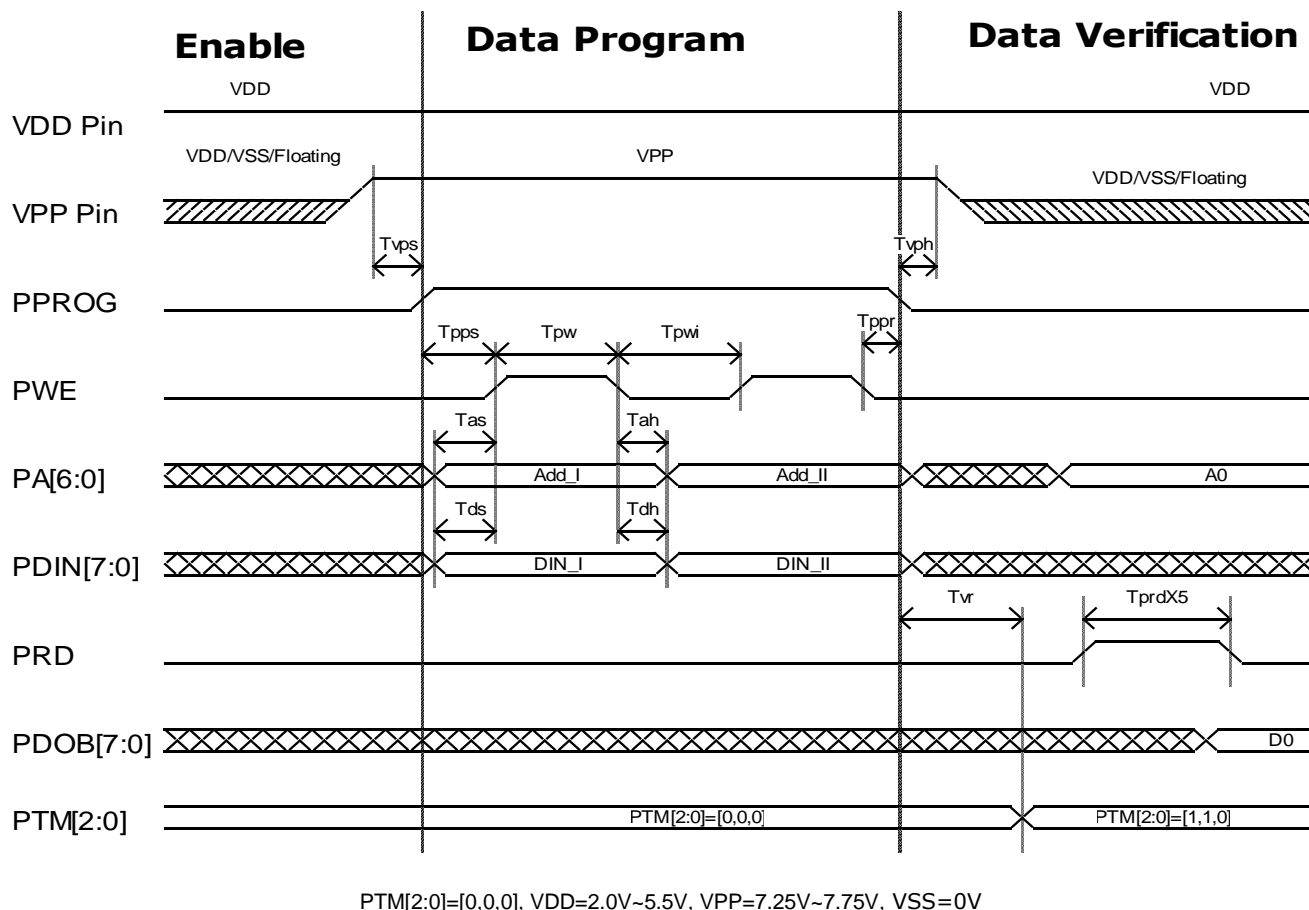 Enable
Data Program
Data Verification
VDD
VDD
VDD Pin
VDD/VSS/Floating
VPP
VDD/VSS/Floating
VPP Pin
Tvps
Tvph
PPROG
Tpps
Tpw
Tpwi
Tppr
PWE
Tas
Tah
PA[6:0]
Add_I
Add_II
A0
Tds
Tdh
PDIN[7:0]
DIN_I
DIN_II
Tvr
TprdX5
PRD
PDOB[7:0]
D0
PTM[2:0]
PTM[2:0]=[0,0,0]
PTM[2:0]=[1,1,0]
PTM[2:0]=[0,0,0], VDD=2.0V~5.5V, VPP=7.25V~7.75V, VSS=0V